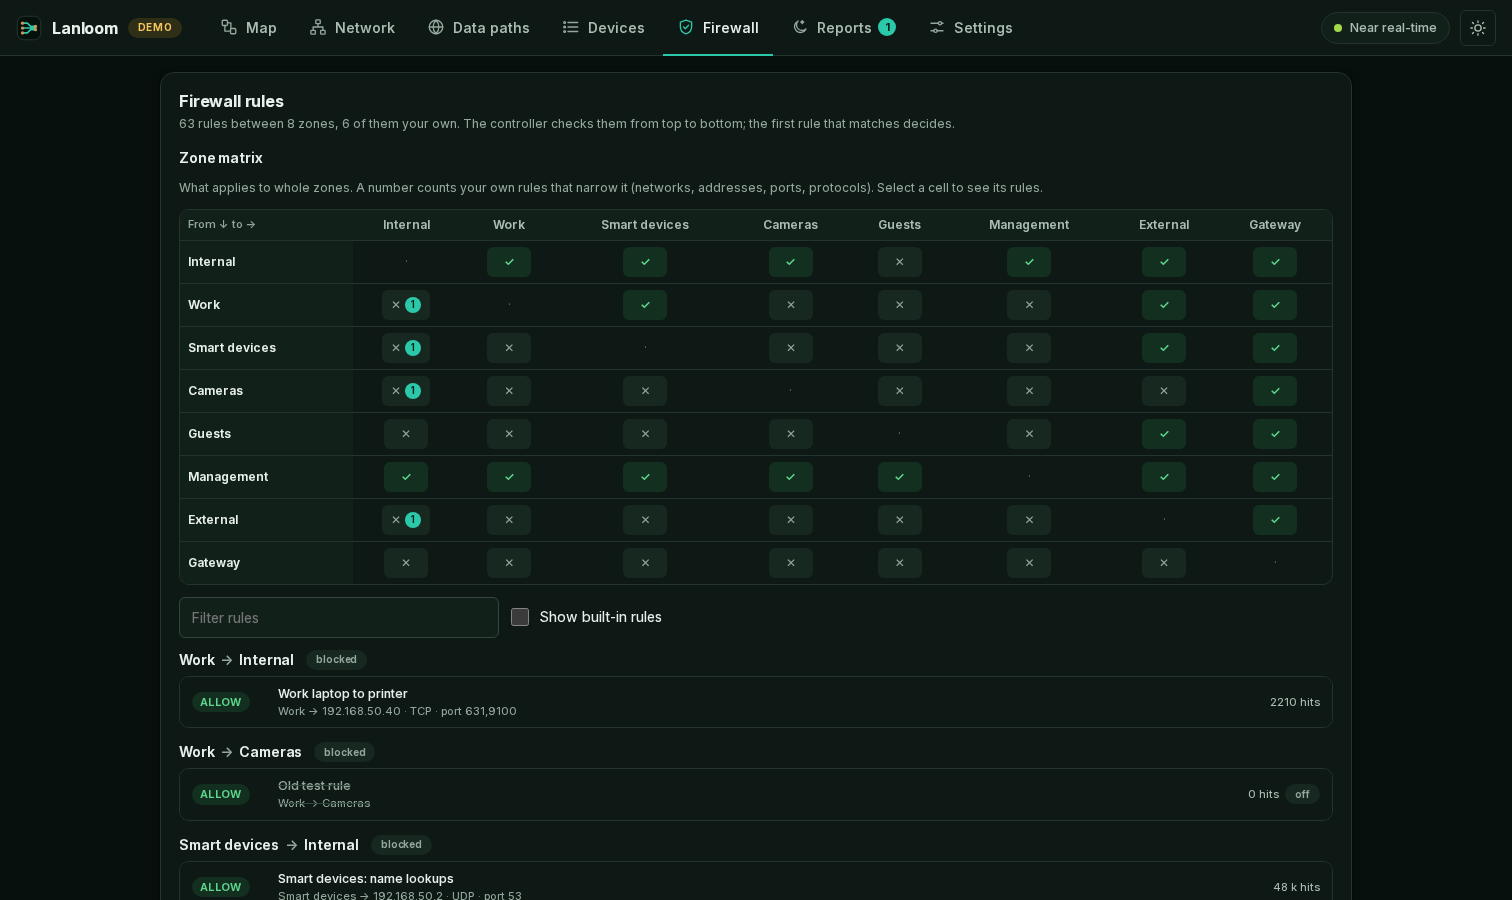 Lanloom DEMO Map Network Data paths Devices Firewall Reports 1 Settings Near real-time
Firewall rules
63 rules between 8 zones, 6 of them your own. The controller checks them from top to bottom; the first rule that matches decides.
Zone matrix
What applies to whole zones. A number counts your own rules that narrow it (networks, addresses, ports, protocols). Select a cell to see its rules.
From ↓ to → Internal Work Smart devices Cameras Guests Management External Gateway
Internal · ✓ ✓ ✓ ✕ ✓ ✓ ✓
Work ✕ 1 · ✓ ✕ ✕ ✕ ✓ ✓
Smart devices ✕ 1 ✕ · ✕ ✕ ✕ ✓ ✓
Cameras ✕ 1 ✕ ✕ · ✕ ✕ ✕ ✓
Guests ✕ ✕ ✕ ✕ · ✕ ✓ ✓
Management ✓ ✓ ✓ ✓ ✓ · ✓ ✓
External ✕ 1 ✕ ✕ ✕ ✕ ✕ · ✓
Gateway ✕ ✕ ✕ ✕ ✕ ✕ ✕ ·
Filter rules Show built-in rules
Work → Internal blocked
ALLOW Work laptop to printer 2210 hits
Work → 192.168.50.40 · TCP · port 631,9100
Work → Cameras blocked
ALLOW Old test rule 0 hits off
Work → Cameras
Smart devices → Internal blocked
ALLOW Smart devices: name lookups 48 k hits
Smart devices → 192.168.50.2 · UDP · port 53